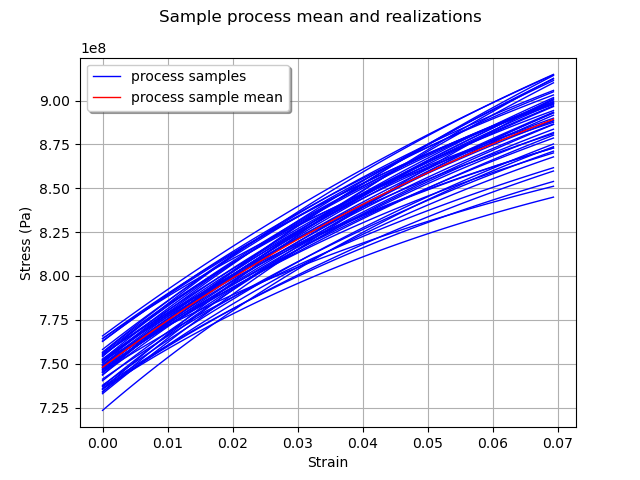 Sample process mean and realizations
1e8
process samples
process sample mean
9.00
8.75
8.50
8.25
8.00
7.75
7.50
7.25
Stress (Pa)
0.00 0.01 0.02 0.03 0.04 0.05 0.06 0.07
Strain